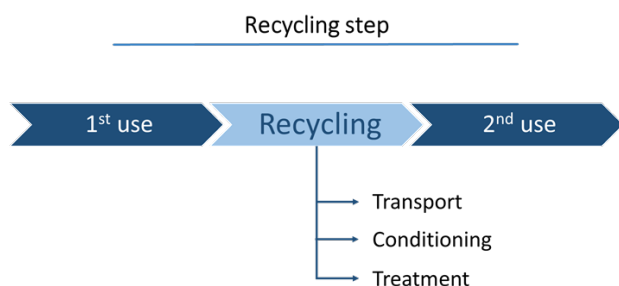 Recycling step
1st use
Recycling
2nd use
Transport
Conditioning
Treatment